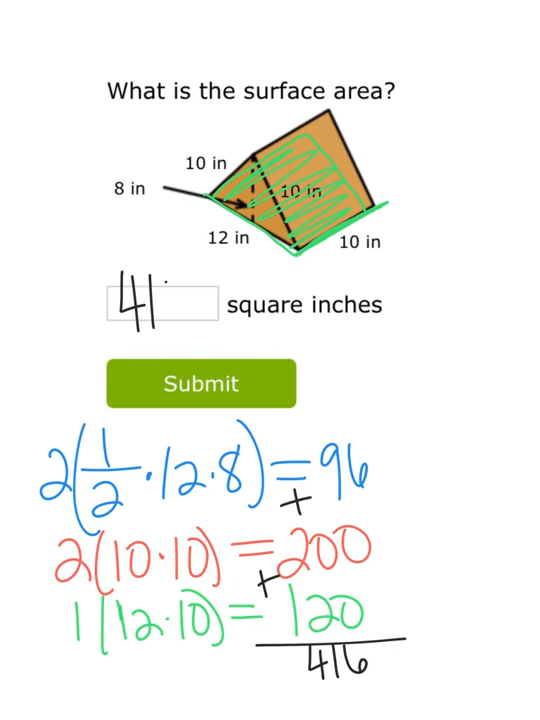 What is the surface area?
10 in
8 in
10 in
12 in
10 in
41 square inches
Submit
2(1/2 · 12 · 8) = 96
+
2(10 · 10) = 200
+
1(12 · 10) = 120
416